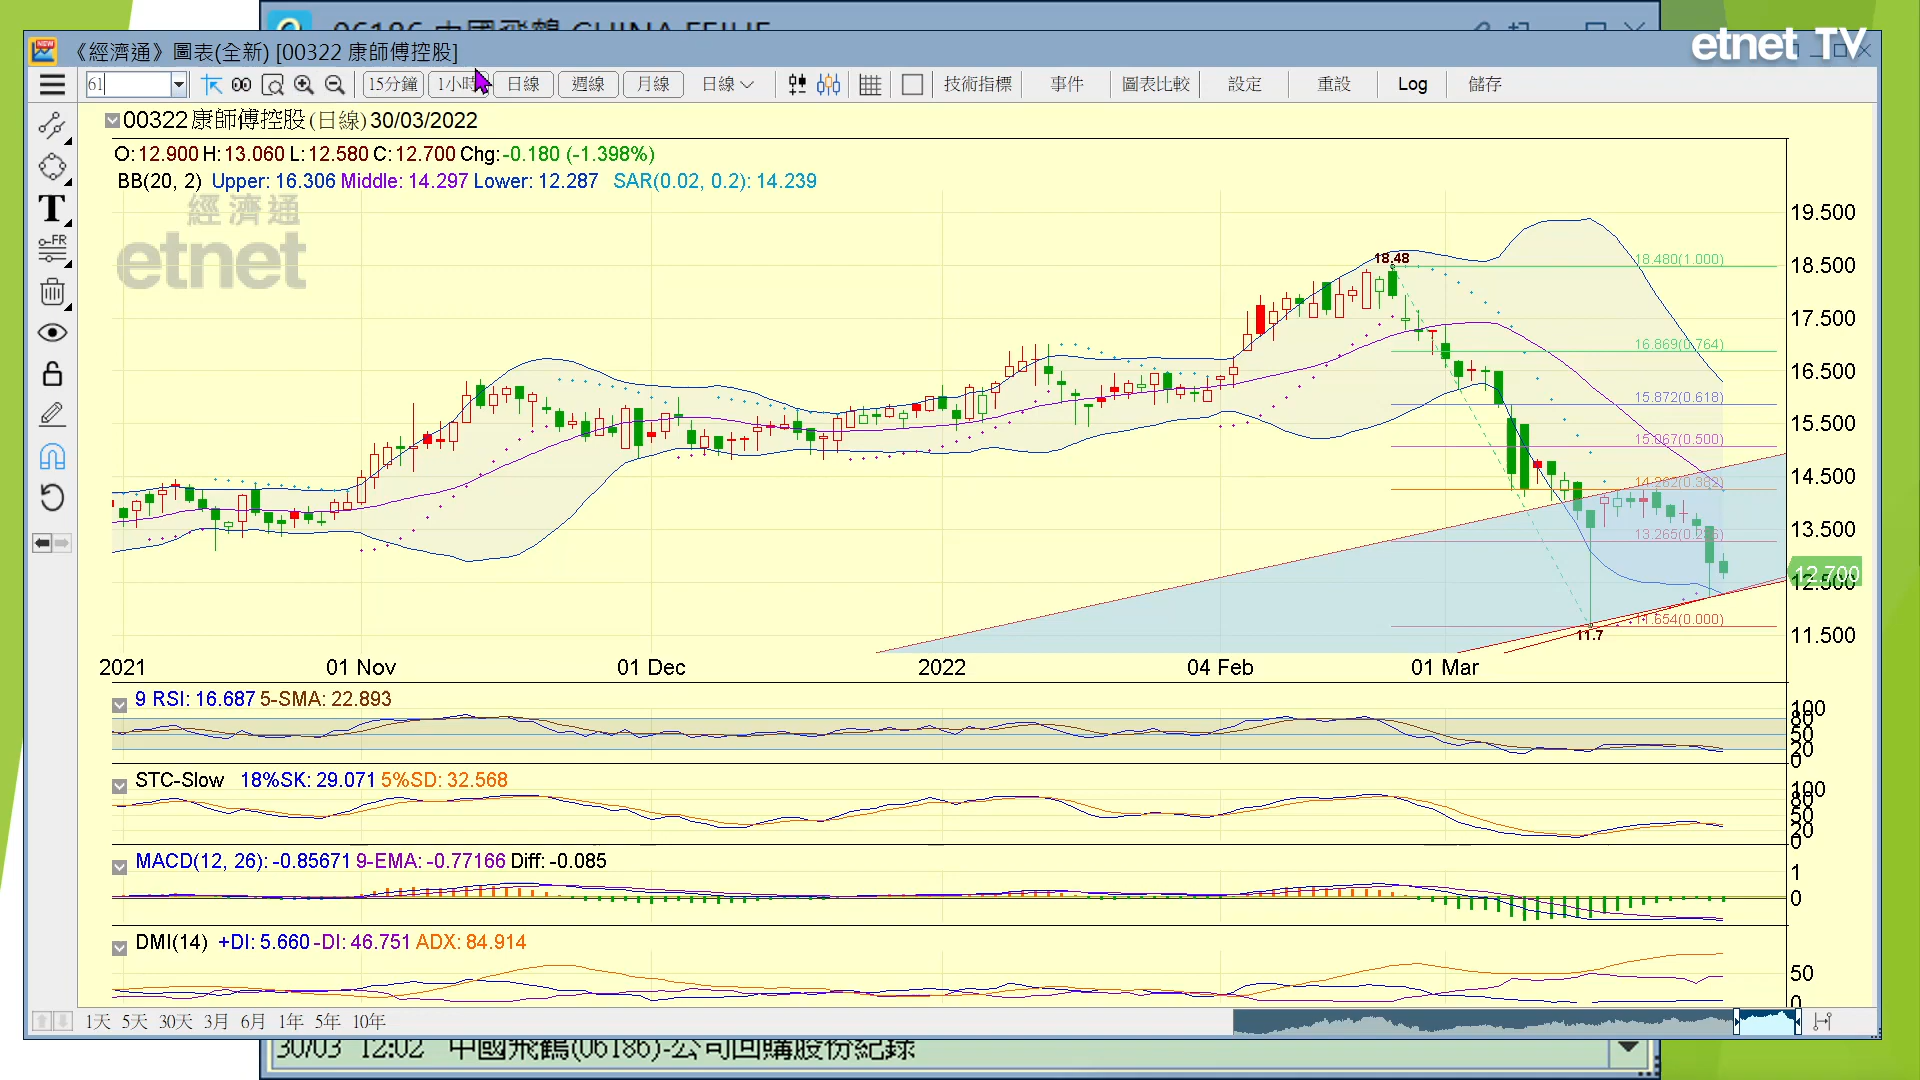 06186 中國飛鶴 CHINA FEIHE
《經濟通》圖表(全新) [00322 康師傅控股]
etnet TV
61
15分鐘 1小時 日線 週線 月線 日線 技術指標 事件 圖表比較 設定 重設 Log 儲存
00322 康師傅控股 (日線) 30/03/2022
O: 12.900 H: 13.060 L: 12.580 C: 12.700 Chg: -0.180 (-1.398%)
BB(20, 2) Upper: 16.306 Middle: 14.297 Lower: 12.287 SAR(0.02, 0.2): 14.239
T
FR
經濟通
etnet
19.500
18.48
18.480(1.000)
18.500
17.500
16.869(0.764)
16.500
15.872(0.618)
15.500
15.067(0.500)
14.500
14.262(0.382)
13.500
13.265(0.236)
12.700
12.500
11.654(0.000)
11.7
11.500
2021 01 Nov 01 Dec 2022 04 Feb 01 Mar
9 RSI: 16.687 5-SMA: 22.893
100
80
50
20
0
STC-Slow 18%SK: 29.071 5%SD: 32.568
100
80
50
20
0
MACD(12, 26): -0.85671 9-EMA: -0.77166 Diff: -0.085
1
0
DMI(14) +DI: 5.660 -DI: 46.751 ADX: 84.914
50
0
1天 5天 30天 3月 6月 1年 5年 10年
30/03 12:02 中國飛鶴(06186)-公司回購股份紀錄